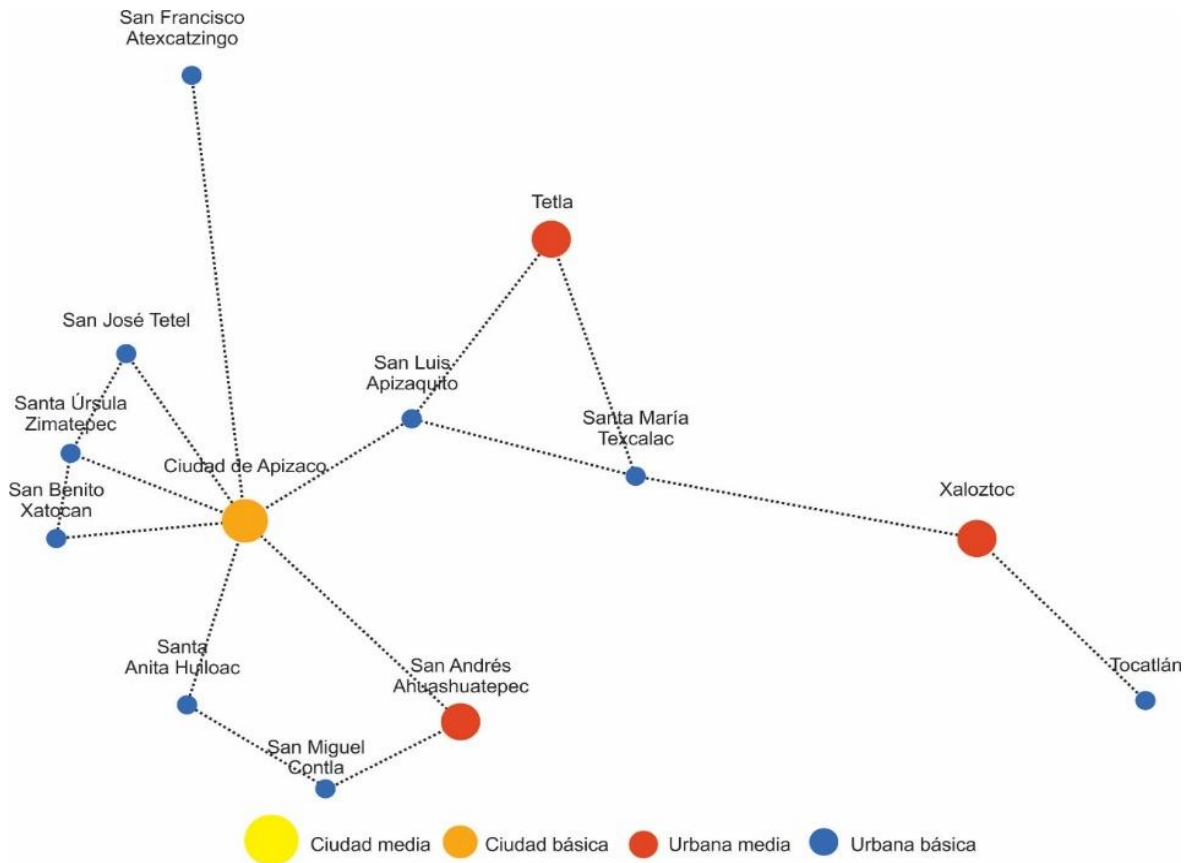 San Francisco
Atexcatzingo
Tetla
San José Tetel
San Luis
Apizaquito
Santa Úrsula
Zimatepec
Santa María
Texcalac
Ciudad de Apizaco
San Benito
Xatocan
Xaloztoc
Santa
Anita Huiloac
San Andrés
Ahuashuatepec
Tocatlán
San Miguel
Contla
Ciudad media
Ciudad básica
Urbana media
Urbana básica